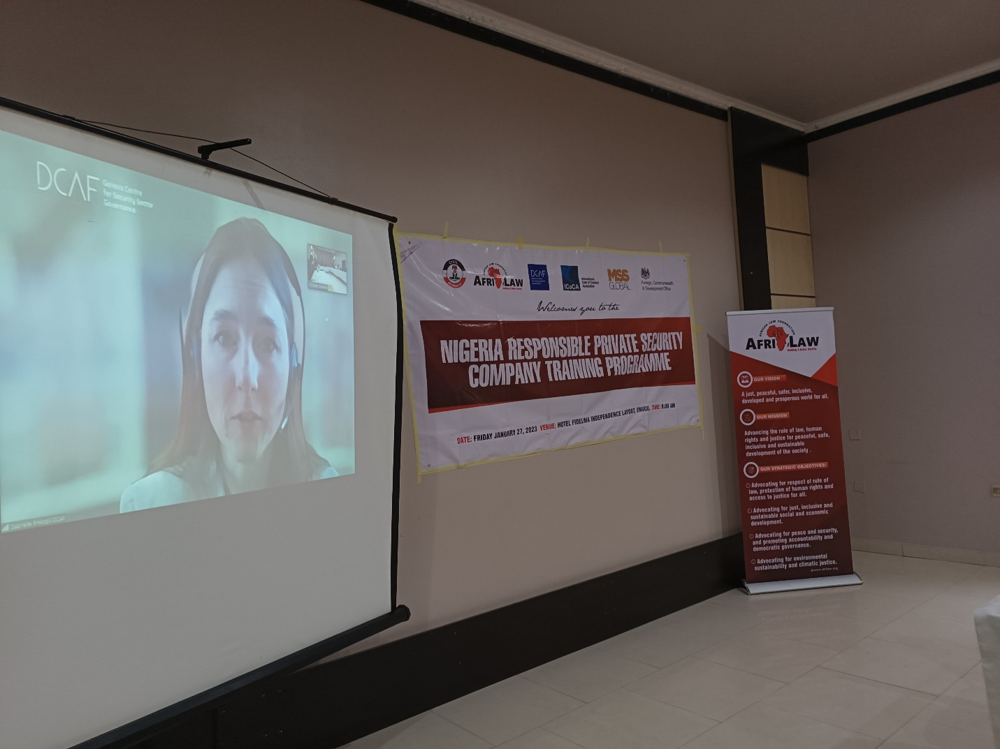 DCAF
Geneva Centre
for Security Sector
Governance
CIVIL
AFRICAN LAW FOUNDATION
AFRILAW
Building A Better Society
DCAF
ICoCA
International
Code of Conduct
Association
MSS
GLOBAL
Foreign, Commonwealth
& Development Office
Welcomes you to the
NIGERIA RESPONSIBLE PRIVATE SECURITY
COMPANY TRAINING PROGRAMME
DATE: FRIDAY JANUARY 27, 2023 VENUE: HOTEL FIDELMA INDEPENDENCE LAYOUT, ENUGU. TIME: 9.00 AM
AFRICAN LAW FOUNDATION
AFRILAW
Building A Better Society
OUR VISION
A just, peaceful, safer, inclusive,
developed and prosperous world for all.
OUR MISSION
Advancing the rule of law, human
rights and justice for peaceful, safe,
inclusive and sustainable
development of the society .
OUR STRATEGIC OBJECTIVES:
Advocating for respect of rule of
law, protection of human rights and
access to justice for all.
Advocating for just, inclusive and
sustainable social and economic
development.
Advocating for peace and security,
and promoting accountability and
democratic governance.
Advocating for environmental
sustainability and climatic justice.
www.afrilaw.org